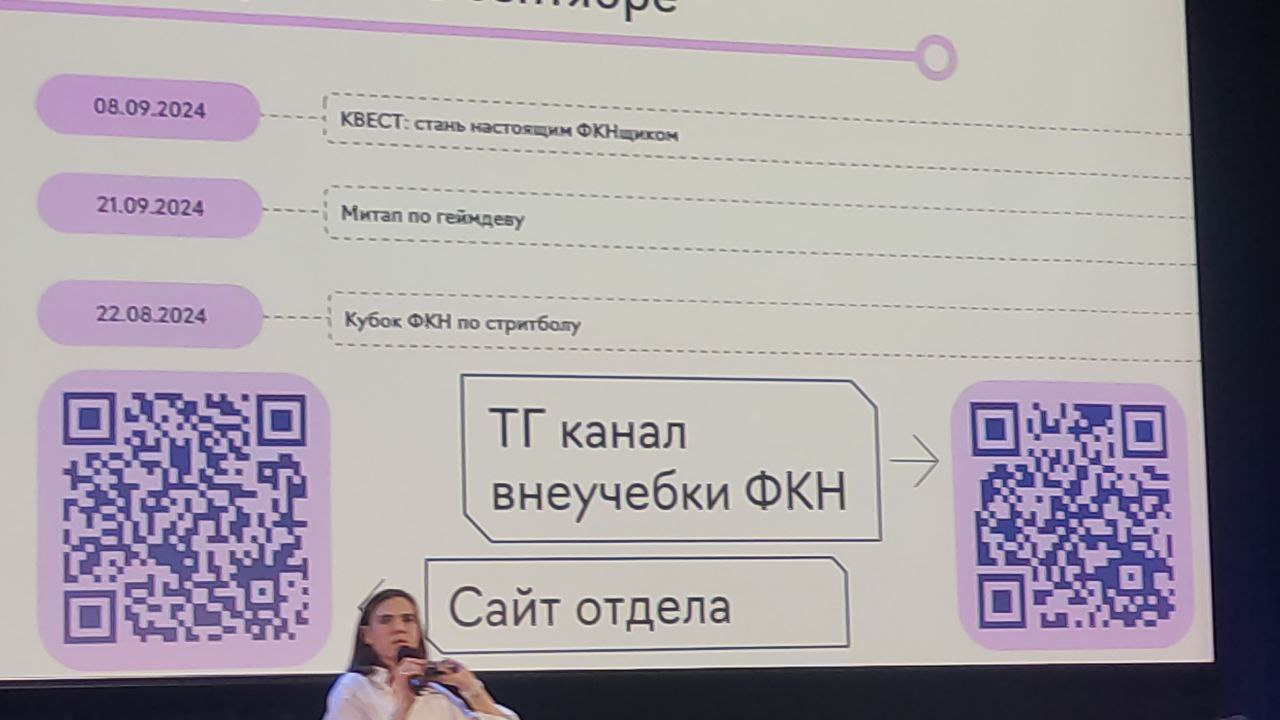 сентябре
08.09.2024
КВЕСТ: стань настоящим ФКНщиком
21.09.2024
Митап по геймдеву
22.08.2024
Кубок ФКН по стритболу
ТГ канал
внеучебки ФКН
Сайт отдела